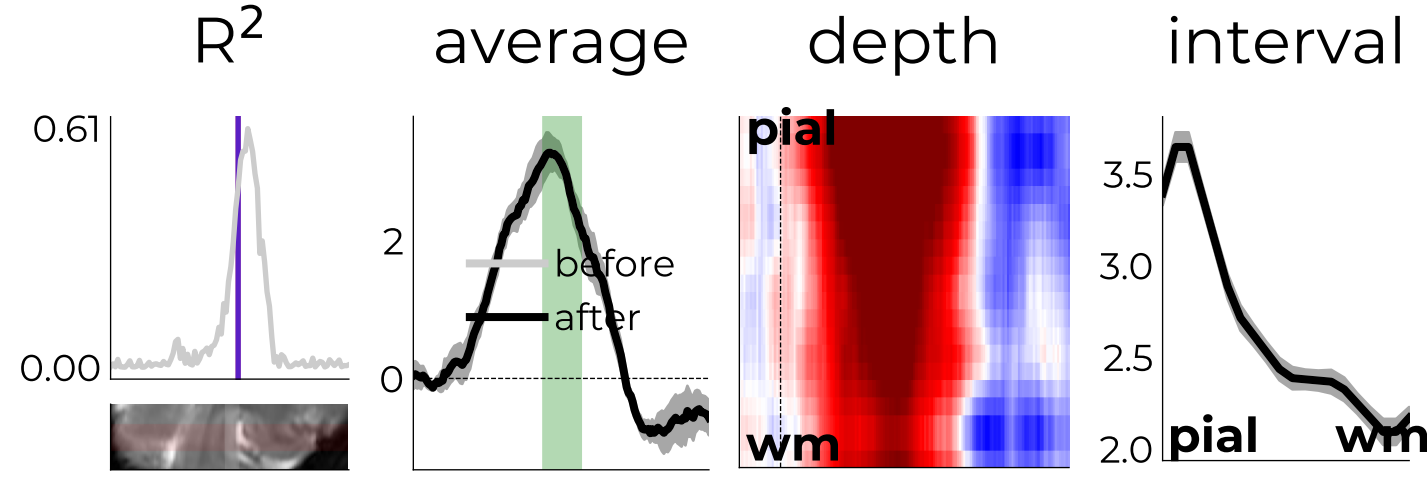 R²
0.61
0.00
average
2
0
before
after
depth
pial
wm
interval
3.5
3.0
2.5
2.0
pial
wm